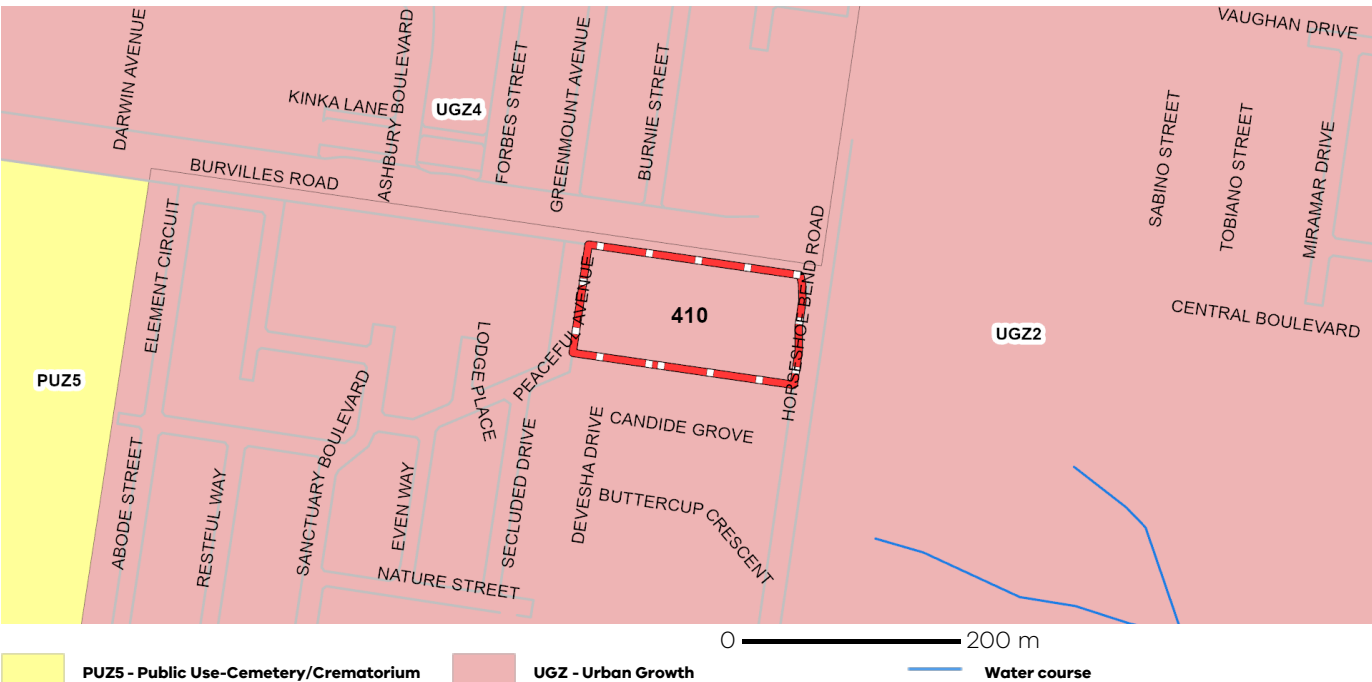 VAUGHAN DRIVE
DARWIN AVENUE
KINKA LANE
ASHBURY BOULEVARD
UGZ4
FORBES STREET
GREENMOUNT AVENUE
BURNIE STREET
SABINO STREET
TOBIANO STREET
MIRAMAR DRIVE
BURVILLES ROAD
ELEMENT CIRCUIT
PEACEFUL AVENUE
410
HORSESHOE BEND ROAD
UGZ2
CENTRAL BOULEVARD
PUZ5
LODGE PLACE
SANCTUARY BOULEVARD
CANDIDE GROVE
ABODE STREET
RESTFUL WAY
EVEN WAY
SECLUDED DRIVE
DEVESHA DRIVE
BUTTERCUP CRESCENT
NATURE STREET
0 200 m
PUZ5 - Public Use-Cemetery/Crematorium
UGZ - Urban Growth
Water course